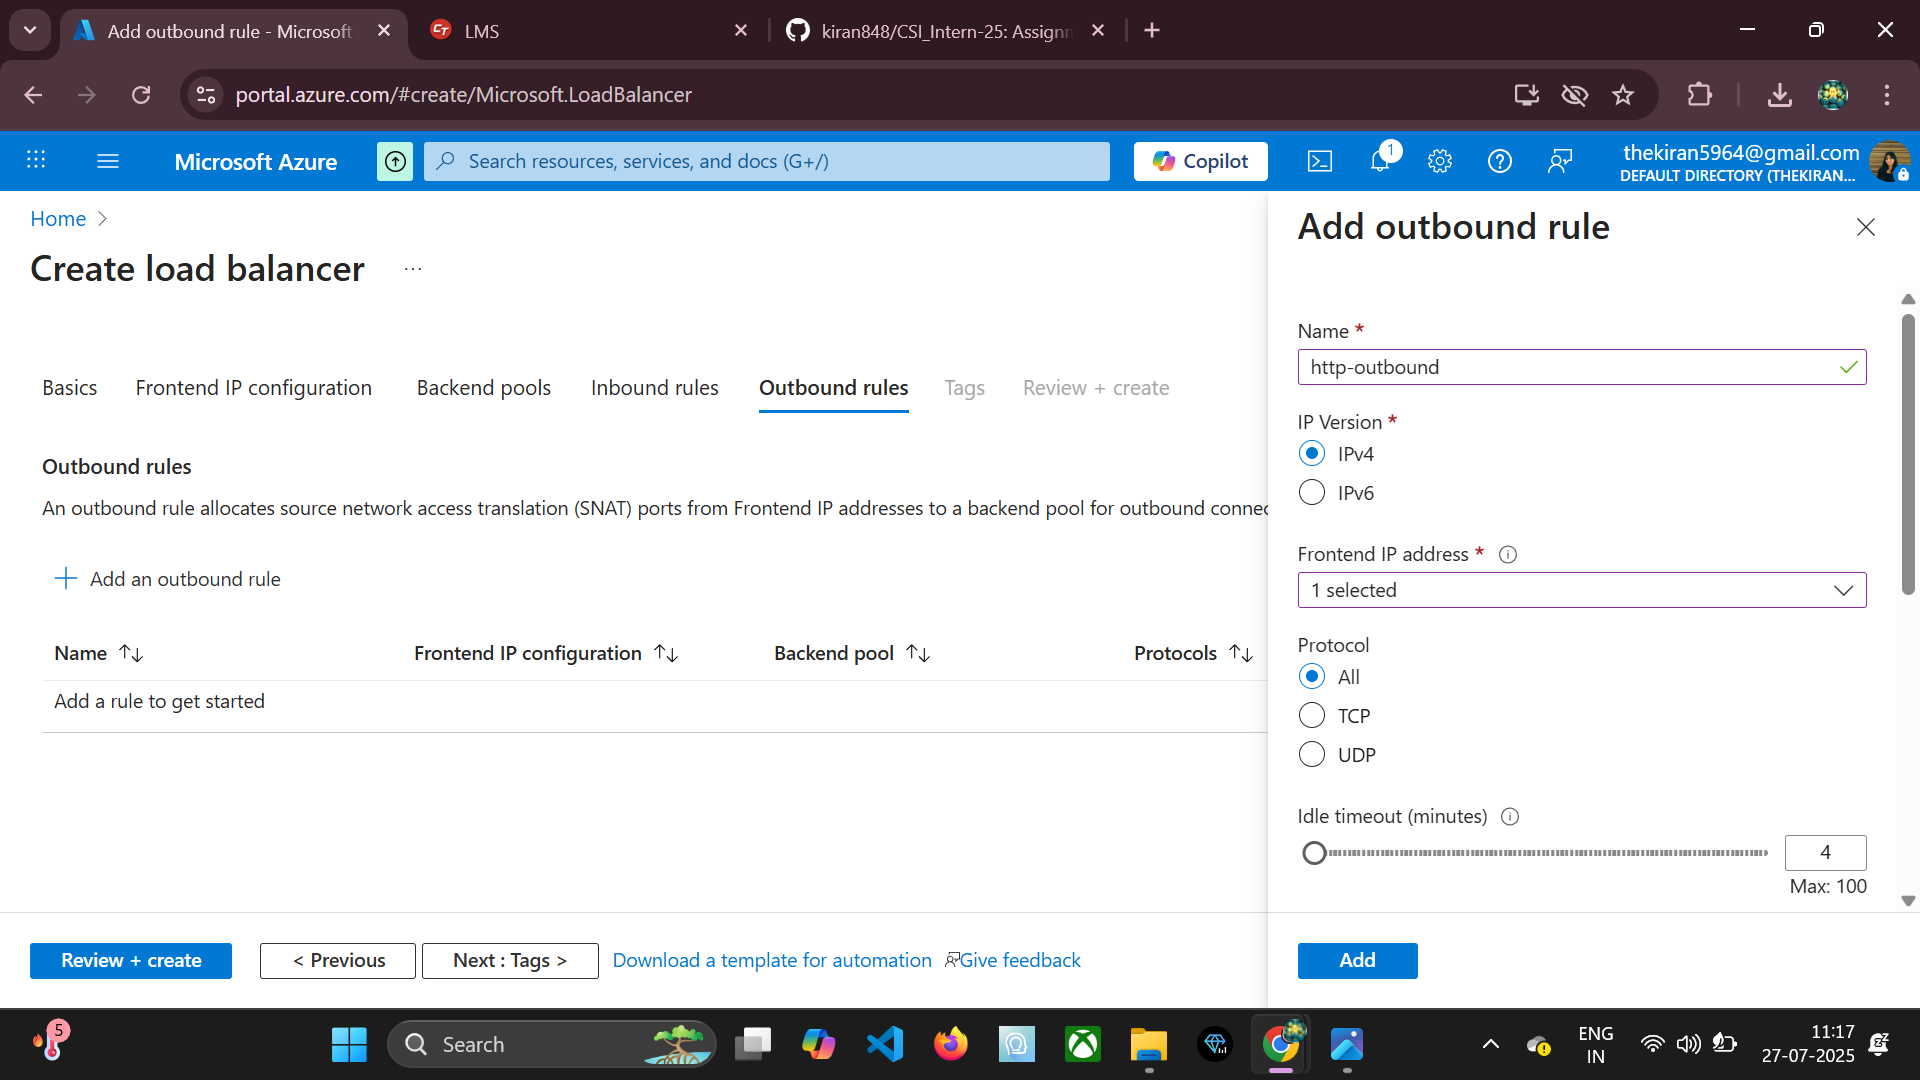 Add outbound rule - Microsoft
LMS
kiran848/CSI_Intern-25: Assignm
portal.azure.com/#create/Microsoft.LoadBalancer
Microsoft Azure
Search resources, services, and docs (G+/)
Copilot
1
thekiran5964@gmail.com
DEFAULT DIRECTORY (THEKIRAN...
Home
Create load balancer
...
Basics
Frontend IP configuration
Backend pools
Inbound rules
Outbound rules
Tags
Review + create
Outbound rules
An outbound rule allocates source network access translation (SNAT) ports from Frontend IP addresses to a backend pool for outbound connec
Add an outbound rule
Name
Frontend IP configuration
Backend pool
Protocols
Add a rule to get started
Add outbound rule
Name *
http-outbound
IP Version *
IPv4
IPv6
Frontend IP address *
1 selected
Protocol
All
TCP
UDP
Idle timeout (minutes)
4
Max: 100
Review + create
< Previous
Next : Tags >
Download a template for automation
Give feedback
Add
5
Search
ENG
IN
11:17
27-07-2025